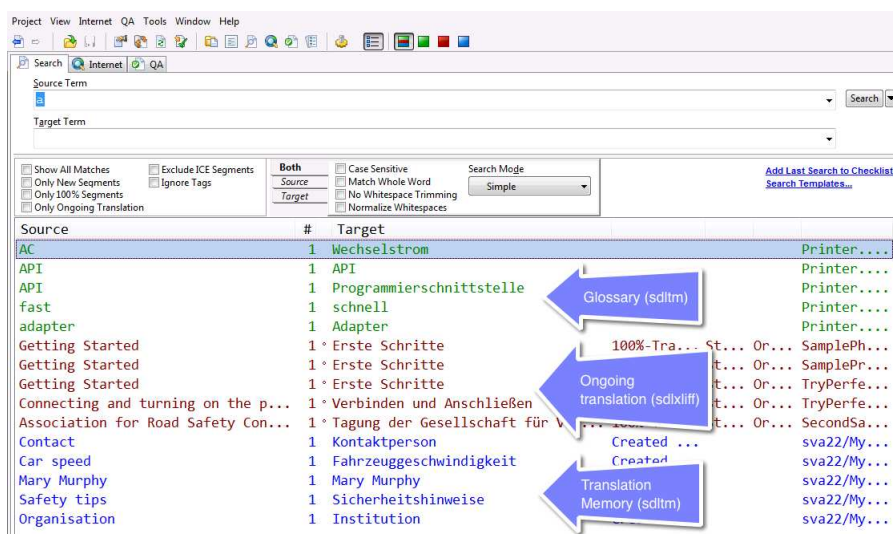 Project View Internet QA Tools Window Help
Search Internet QA
Source Term
a Search
Target Term
Show All Matches Exclude ICE Segments Both Case Sensitive Search Mode Add Last Search to Checklist
Only New Segments Ignore Tags Source Match Whole Word Simple Search Templates...
Only 100% Segments Target No Whitespace Trimming
Only Ongoing Translation Normalize Whitespaces
Source # Target
AC 1 Wechselstrom Printer....
API 1 API Printer....
API 1 Programmierschnittstelle Printer....
fast 1 schnell Printer....
adapter 1 Adapter Printer....
Glossary (sdltm)
Getting Started 1 ° Erste Schritte 100%-Tra... St... Or... SamplePh...
Getting Started 1 ° Erste Schritte t... Or... SamplePr...
Getting Started 1 ° Erste Schritte t... Or... TryPerfe...
Connecting and turning on the p... 1 ° Verbinden und Anschließen t... Or... TryPerfe...
Association for Road Safety Con... 1 ° Tagung der Gesellschaft für t... Or... SecondSa...
Ongoing
translation (sdlxliff)
Contact 1 Kontaktperson Created ... sva22/My...
Car speed 1 Fahrzeuggeschwindigkeit Created sva22/My...
Mary Murphy 1 Mary Murphy sva22/My...
Safety tips 1 Sicherheitshinweise sva22/My...
Organisation 1 Institution sva22/My...
Translation
Memory (sdltm)